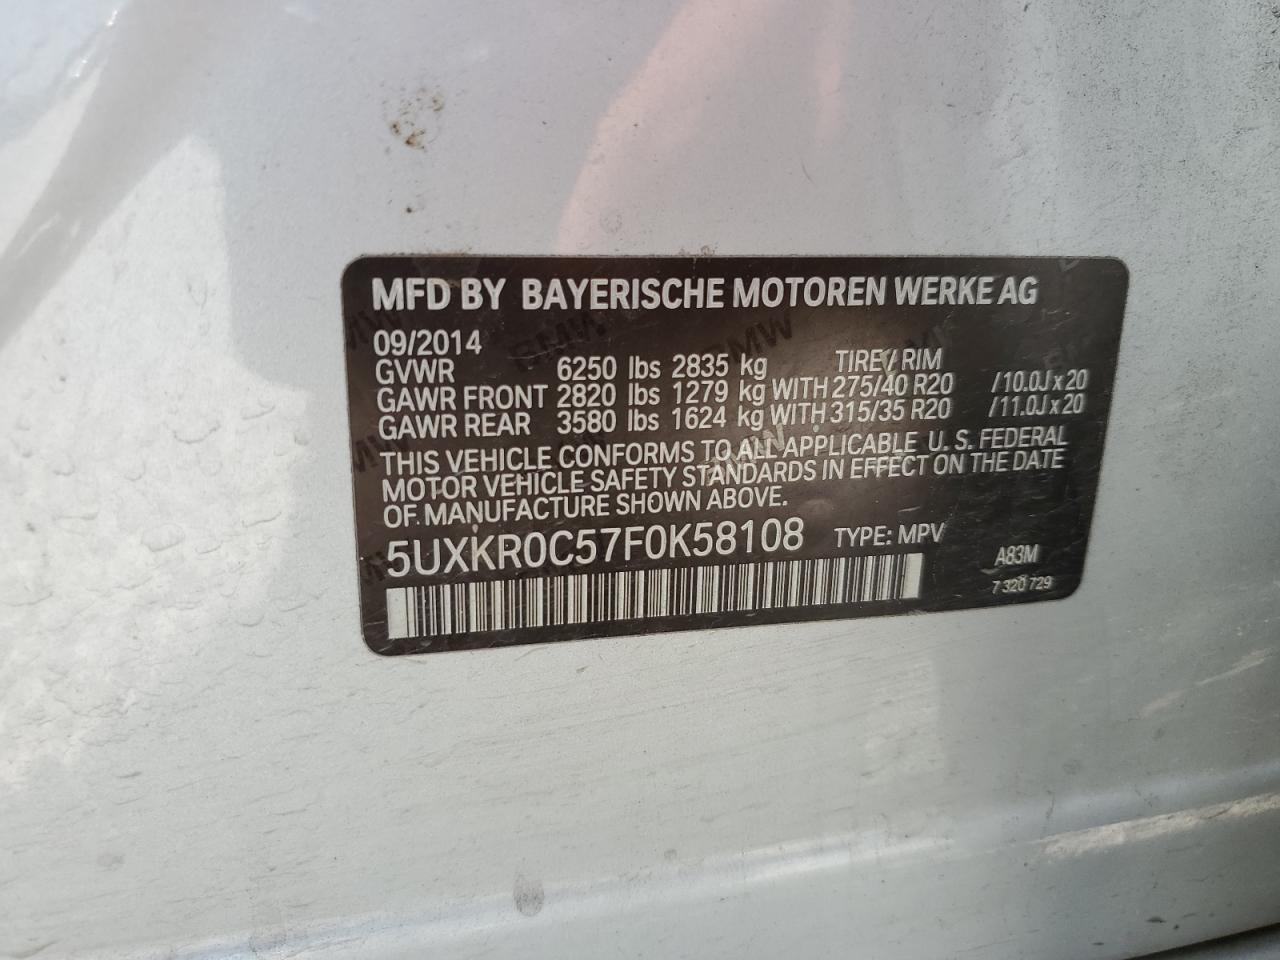 MFD BY BAYERISCHE MOTOREN WERKE AG
09/2014
GVWR 6250 lbs 2835 kg TIRE / RIM
GAWR FRONT 2820 lbs 1279 kg WITH 275/40 R20 /10.0J x 20
GAWR REAR 3580 lbs 1624 kg WITH 315/35 R20 /11.0J x 20
THIS VEHICLE CONFORMS TO ALL APPLICABLE U. S. FEDERAL
MOTOR VEHICLE SAFETY STANDARDS IN EFFECT ON THE DATE
OF MANUFACTURE SHOWN ABOVE.
5UXKR0C57F0K58108 TYPE: MPV
A83M
7 320 729